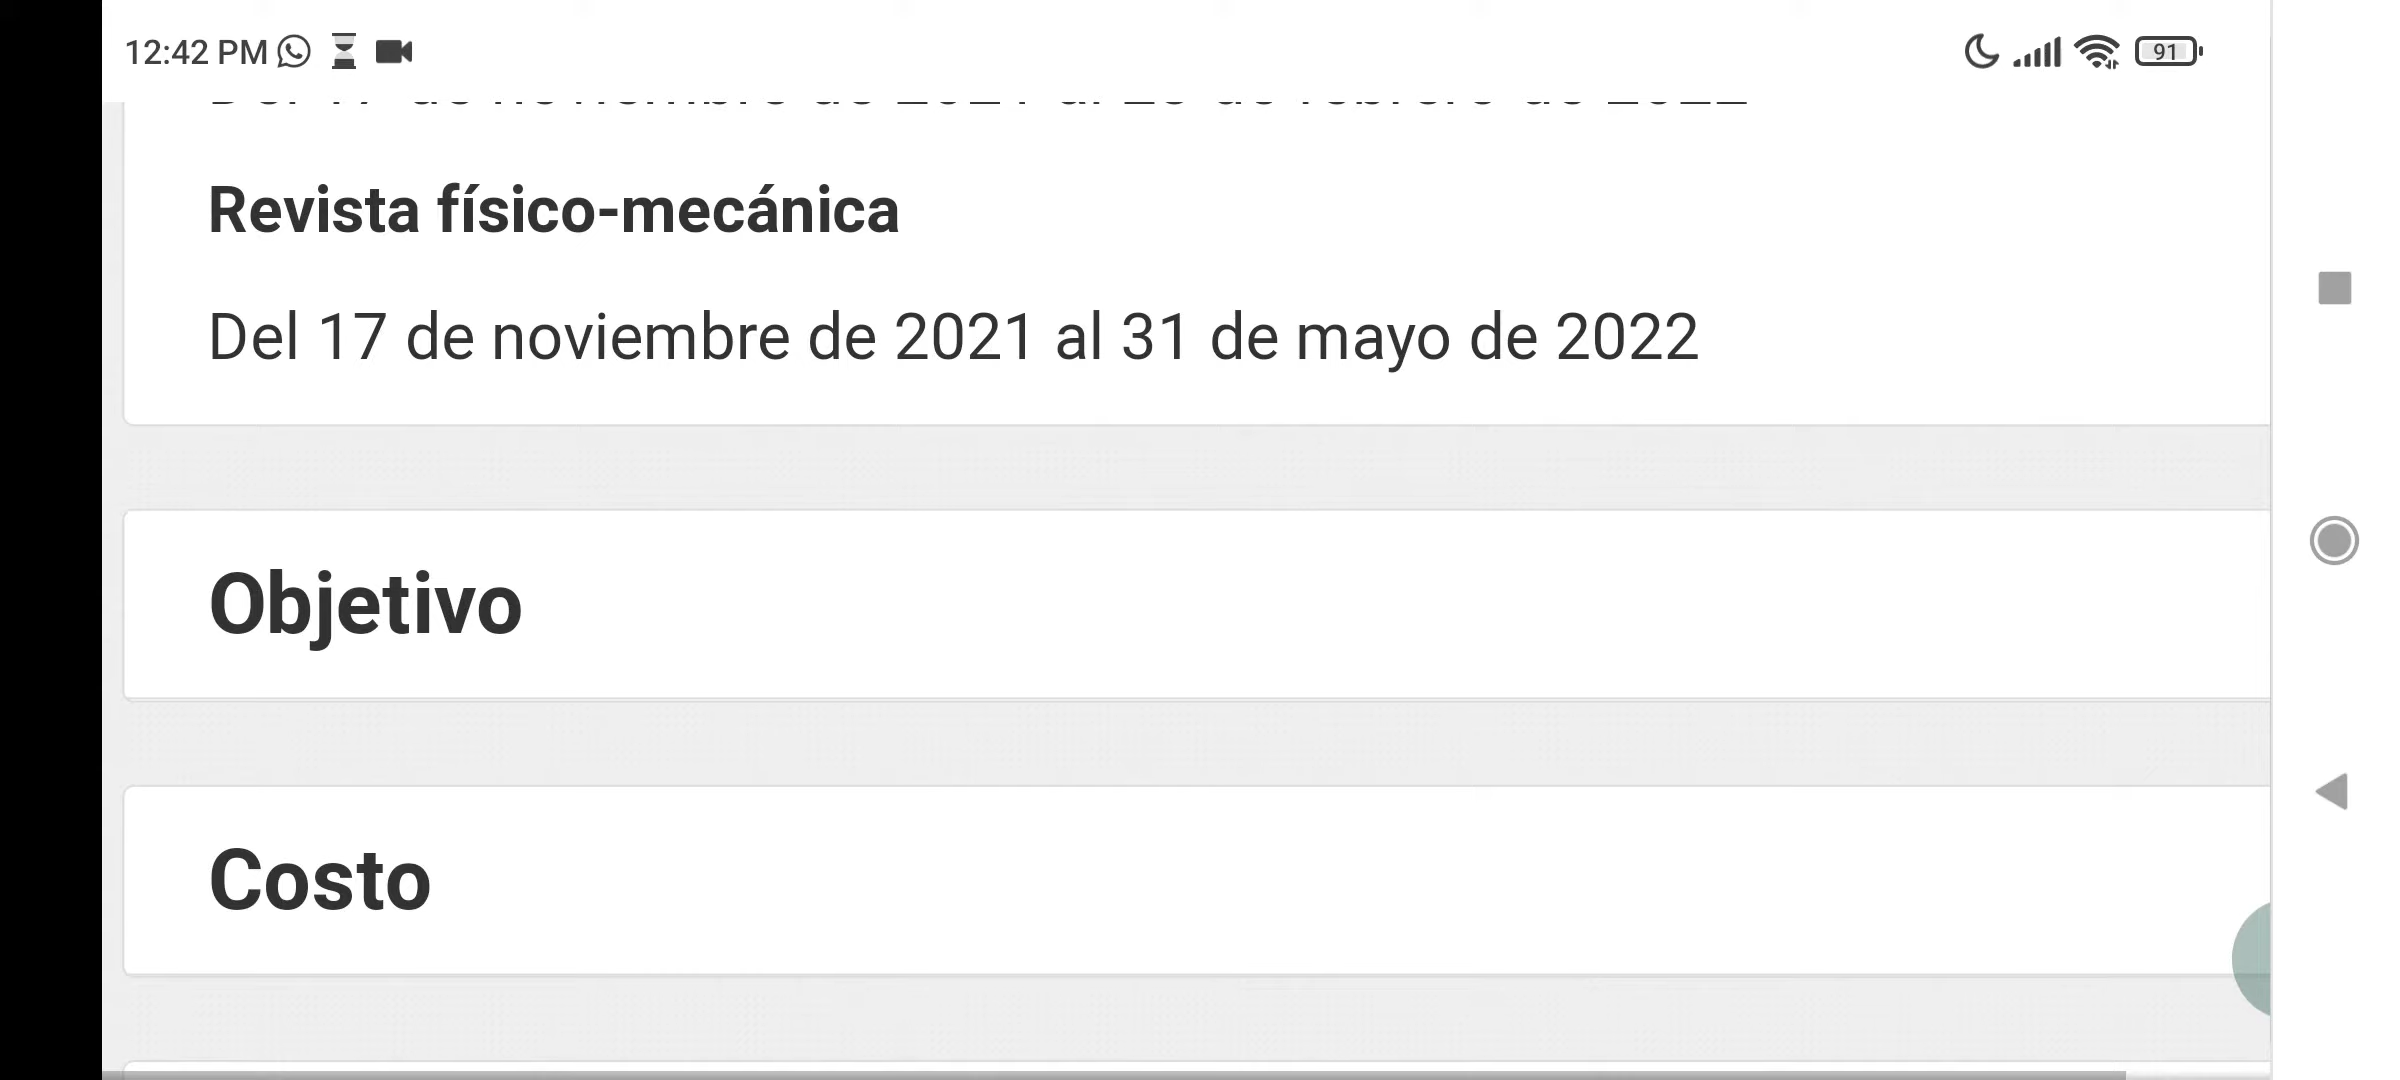 12:42 PM
91
Revista físico-mecánica
Del 17 de noviembre de 2021 al 31 de mayo de 2022
Objetivo
Costo